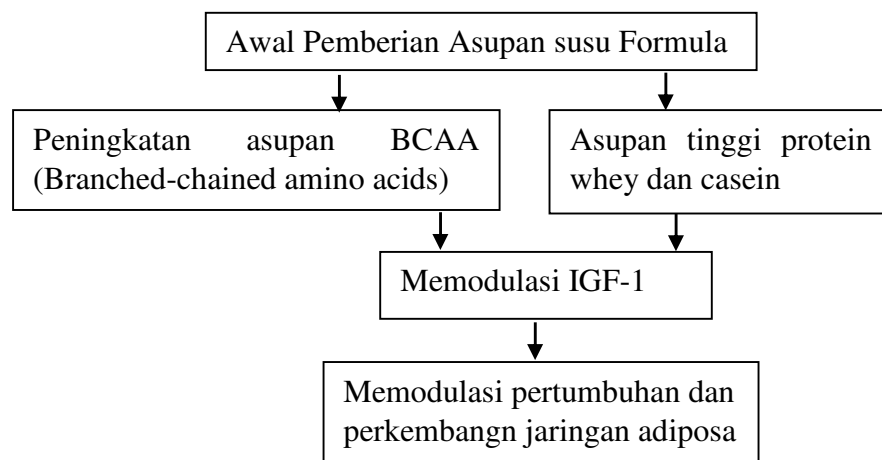 Awal Pemberian Asupan susu Formula
Peningkatan asupan BCAA
(Branched-chained amino acids)
Asupan tinggi protein
whey dan casein
Memodulasi IGF-1
Memodulasi pertumbuhan dan
perkembangn jaringan adiposa